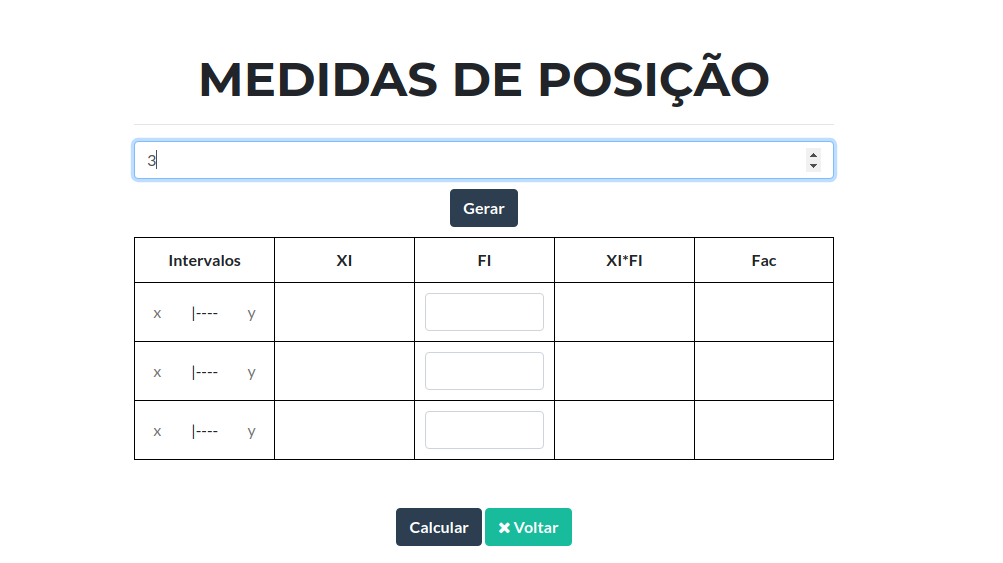 MEDIDAS DE POSIÇÃO
3
Gerar
Intervalos XI FI XI*FI Fac
x |---- y
x |---- y
x |---- y
Calcular ✖ Voltar